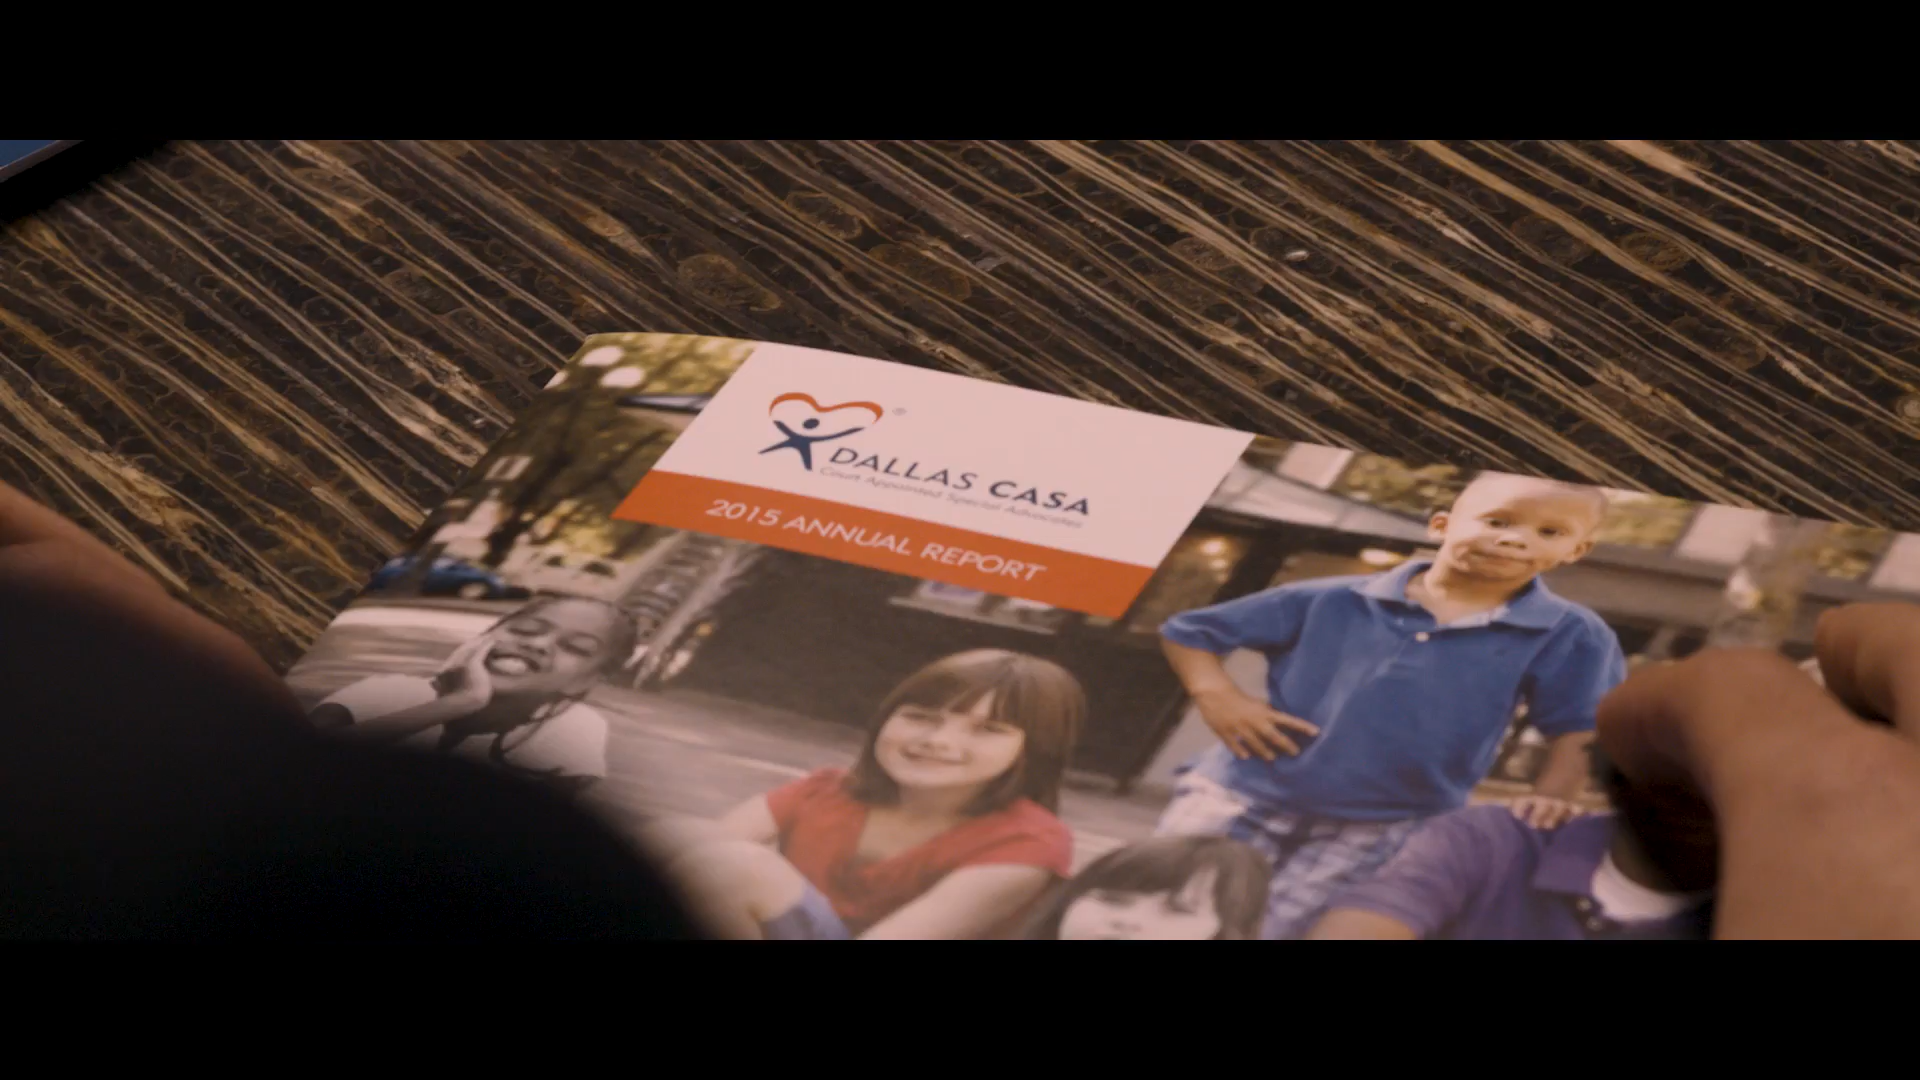 ®
DALLAS CASA
Court Appointed Special Advocates
2015 ANNUAL REPORT